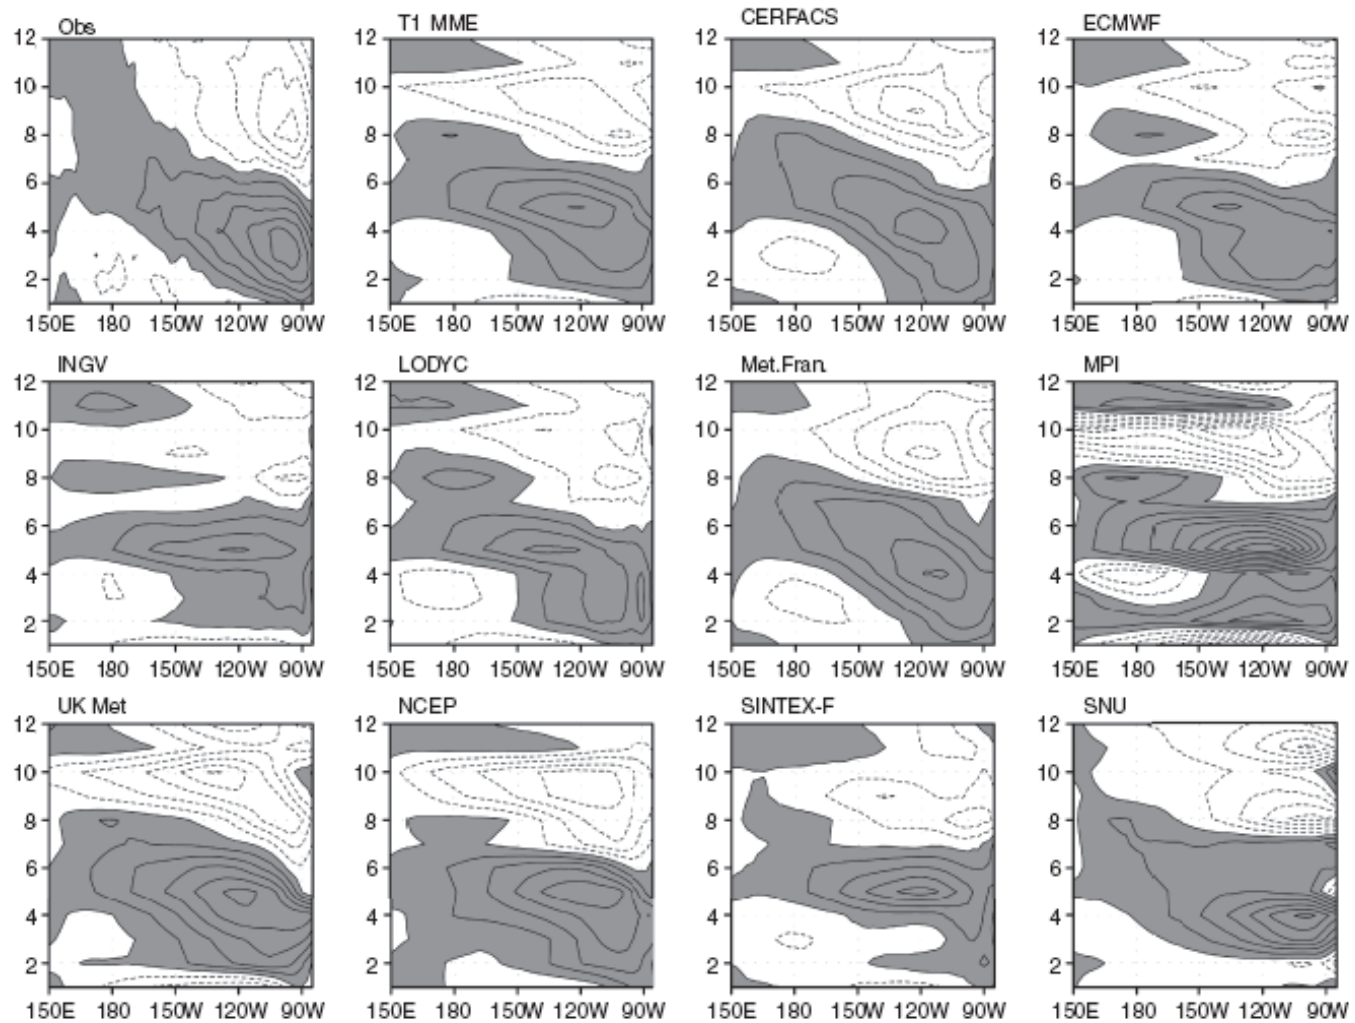 Obs
T1 MME
CERFACS
ECMWF
12 12 12 12
10 10 10 10
8 8 8 8
6 6 6 6
4 4 4 4
2 2 2 2
150E 180 150W 120W 90W 150E 180 150W 120W 90W 150E 180 150W 120W 90W 150E 180 150W 120W 90W
INGV
LODYC
Met.Fran.
MPI
12 12 12 12
10 10 10 10
8 8 8 8
6 6 6 6
4 4 4 4
2 2 2 2
150E 180 150W 120W 90W 150E 180 150W 120W 90W 150E 180 150W 120W 90W 150E 180 150W 120W 90W
UK Met
NCEP
SINTEX-F
SNU
12 12 12 12
10 10 10 10
8 8 8 8
6 6 6 6
4 4 4 4
2 2 2 2
150E 180 150W 120W 90W 150E 180 150W 120W 90W 150E 180 150W 120W 90W 150E 180 150W 120W 90W